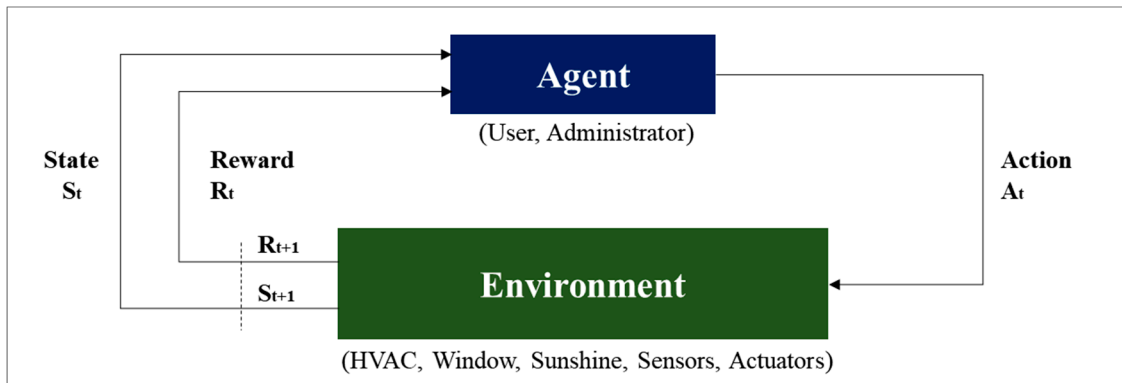 Agent
(User, Administrator)
State
St
Reward
Rt
Action
At
Rt+1
St+1
Environment
(HVAC, Window, Sunshine, Sensors, Actuators)